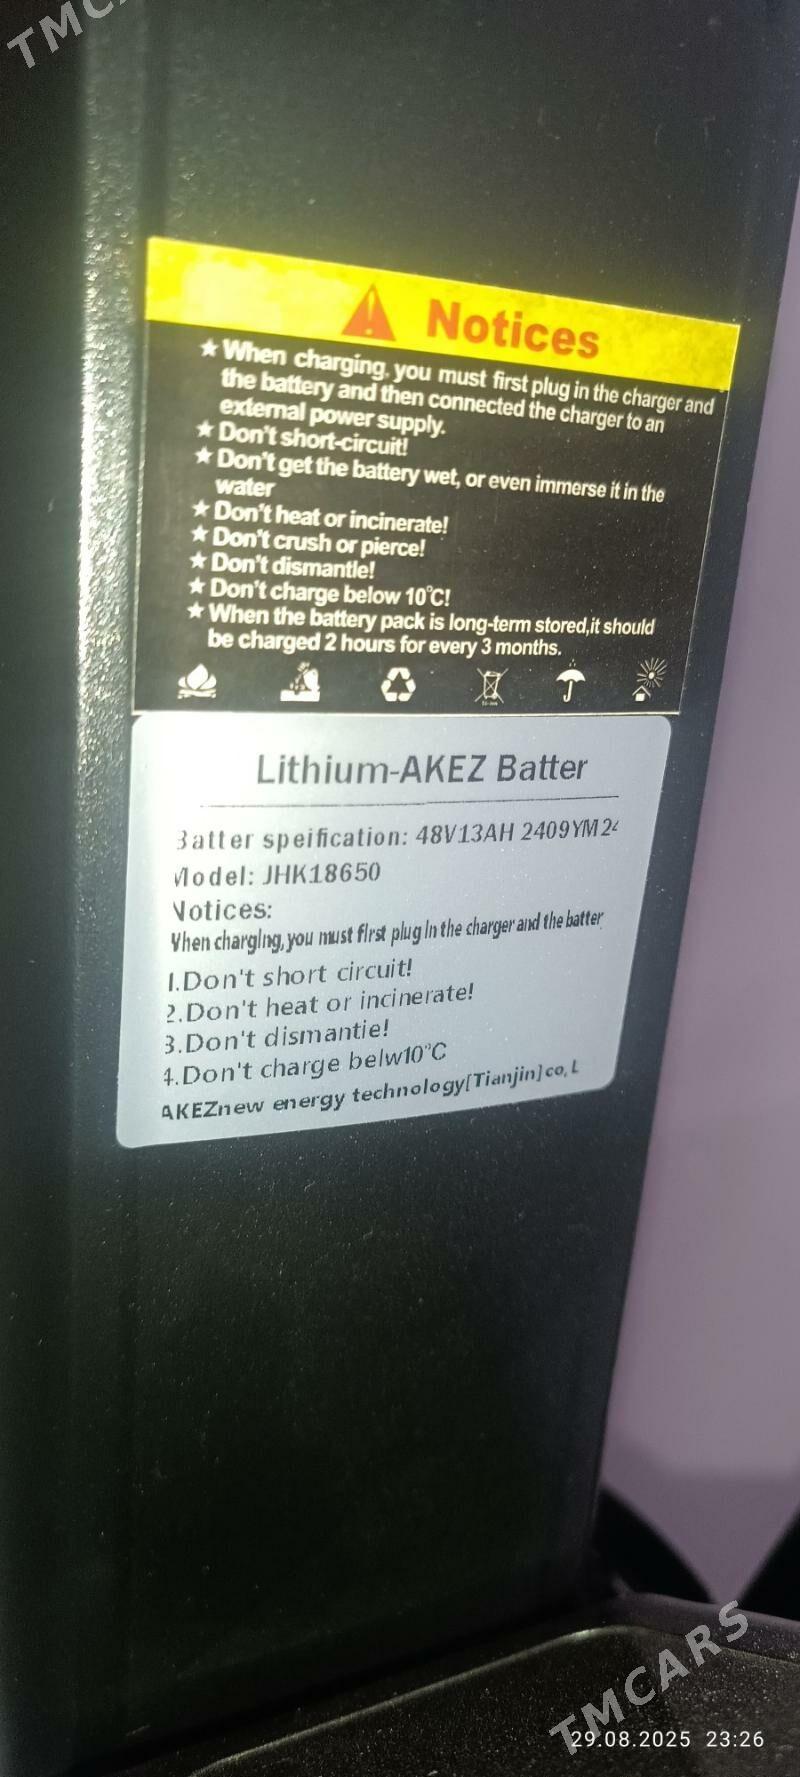 TMCA
Notices
★ When charging, you must first plug in the charger and
the battery and then connected the charger to an
external power supply.
★ Don't short-circuit!
★ Don't get the battery wet, or even immerse it in the
water
★ Don't heat or incinerate!
★ Don't crush or pierce!
★ Don't dismantle!
★ Don't charge below 10℃!
★ When the battery pack is long-term stored,it should
be charged 2 hours for every 3 months.
Lithium-AKEZ Batter
Batter speification: 48V13AH 2409YM24
Model: JHK18650
Notices:
When charging, you must first plug in the charger and the batter
1.Don't short circuit!
2.Don't heat or incinerate!
3.Don't dismantie!
4.Don't charge belw10°C
AKEZnew energy technology[Tianjin]co, L
TMCARS
29.08.2025 23:26